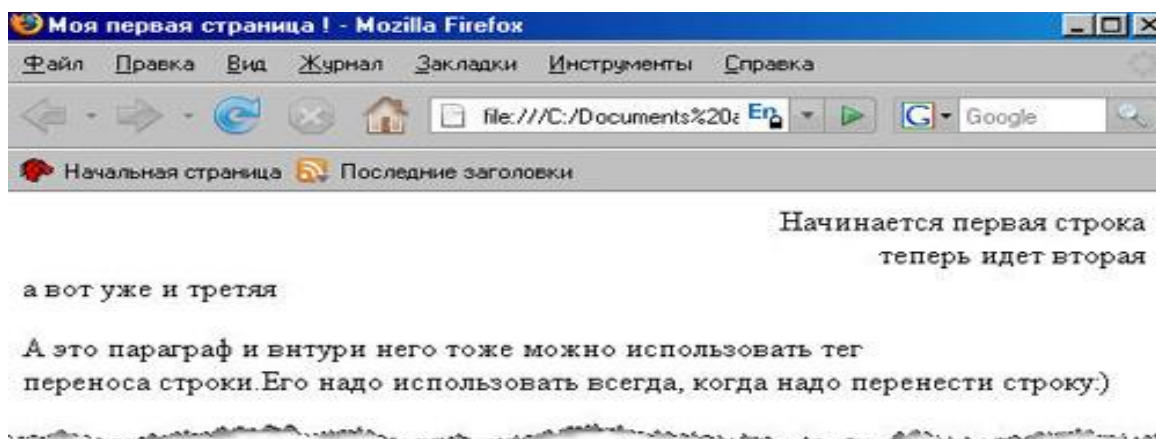 Моя первая страница ! - Mozilla Firefox
Файл Правка Вид Журнал Закладки Инструменты Справка
file:///C:/Documents%20a En G Google
Начальная страница Последние заголовки
Начинается первая строка
теперь идет вторая
а вот уже и третяя
А это параграф и внтури него тоже можно использовать тег
переноса строки.Его надо использовать всегда, когда надо перенести строку:)